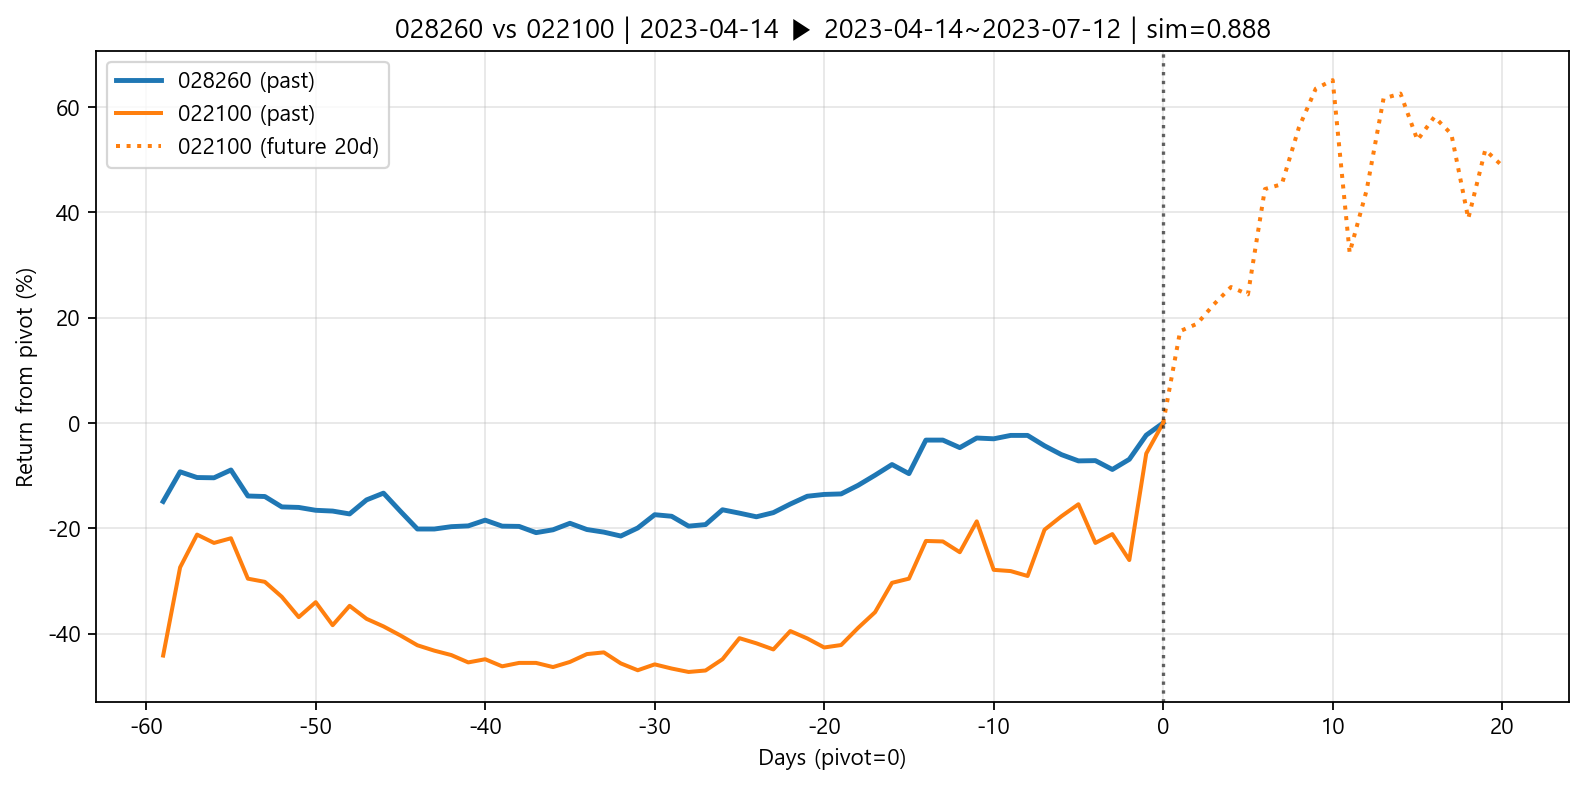 028260 vs 022100 | 2023-04-14 ▶ 2023-04-14~2023-07-12 | sim=0.888
028260 (past)
022100 (past)
022100 (future 20d)
Return from pivot (%)
60
40
20
0
-20
-40
-60 -50 -40 -30 -20 -10 0 10 20
Days (pivot=0)